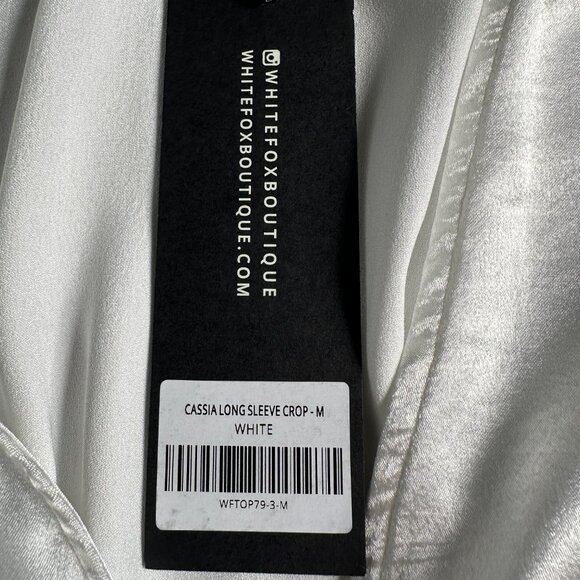 WHITEFOXBOUTIQUE
WHITEFOXBOUTIQUE.COM
CASSIA LONG SLEEVE CROP - M
WHITE
WFTOP79-3-M